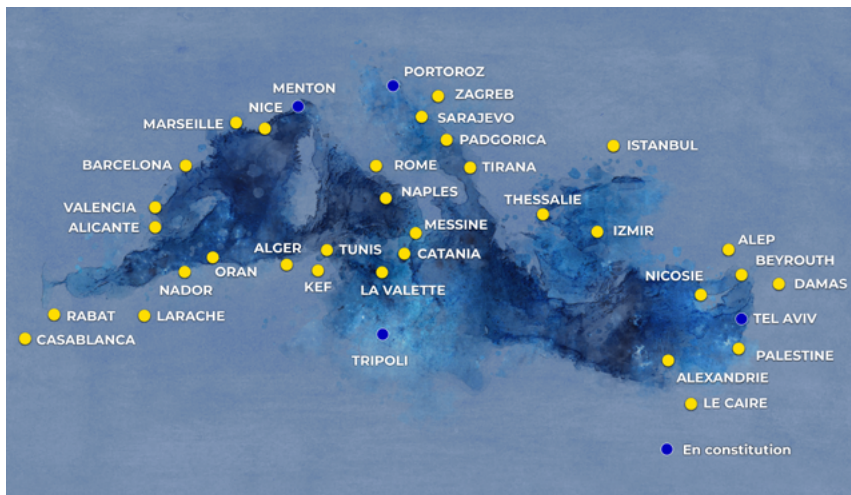 PORTOROZ
MENTON
ZAGREB
NICE
SARAJEVO
MARSEILLE
PADGORICA
ISTANBUL
BARCELONA
ROME
TIRANA
NAPLES
THESSALIE
VALENCIA
MESSINE
ALICANTE
IZMIR
ALEP
ALGER
TUNIS
CATANIA
BEYROUTH
ORAN
NICOSIE
DAMAS
NADOR
KEF
LA VALETTE
RABAT
LARACHE
TEL AVIV
CASABLANCA
TRIPOLI
PALESTINE
ALEXANDRIE
LE CAIRE
En constitution